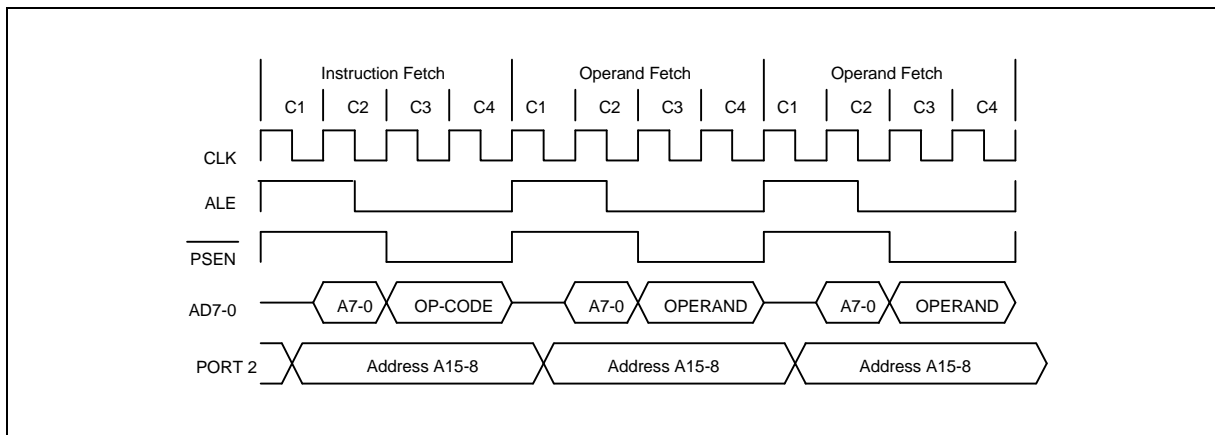 Instruction Fetch Operand Fetch Operand Fetch
C1 C2 C3 C4 C1 C2 C3 C4 C1 C2 C3 C4
CLK
ALE
PSEN
AD7-0 A7-0 OP-CODE A7-0 OPERAND A7-0 OPERAND
PORT 2 Address A15-8 Address A15-8 Address A15-8